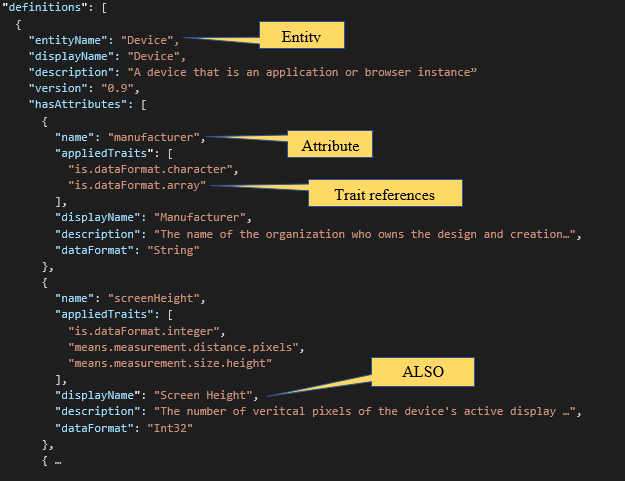 "definitions": [
{
"entityName": "Device",
Entity
"displayName": "Device",
"description": "A device that is an application or browser instance”
"version": "0.9",
"hasAttributes": [
{
"name": "manufacturer",
Attribute
"appliedTraits": [
"is.dataFormat.character",
"is.dataFormat.array"
Trait references
],
"displayName": "Manufacturer",
"description": "The name of the organization who owns the design and creation…",
"dataFormat": "String"
},
{
"name": "screenHeight",
"appliedTraits": [
"is.dataFormat.integer",
"means.measurement.distance.pixels",
"means.measurement.size.height"
],
ALSO
"displayName": "Screen Height",
"description": "The number of veritcal pixels of the device's active display …",
"dataFormat": "Int32"
},
{ …